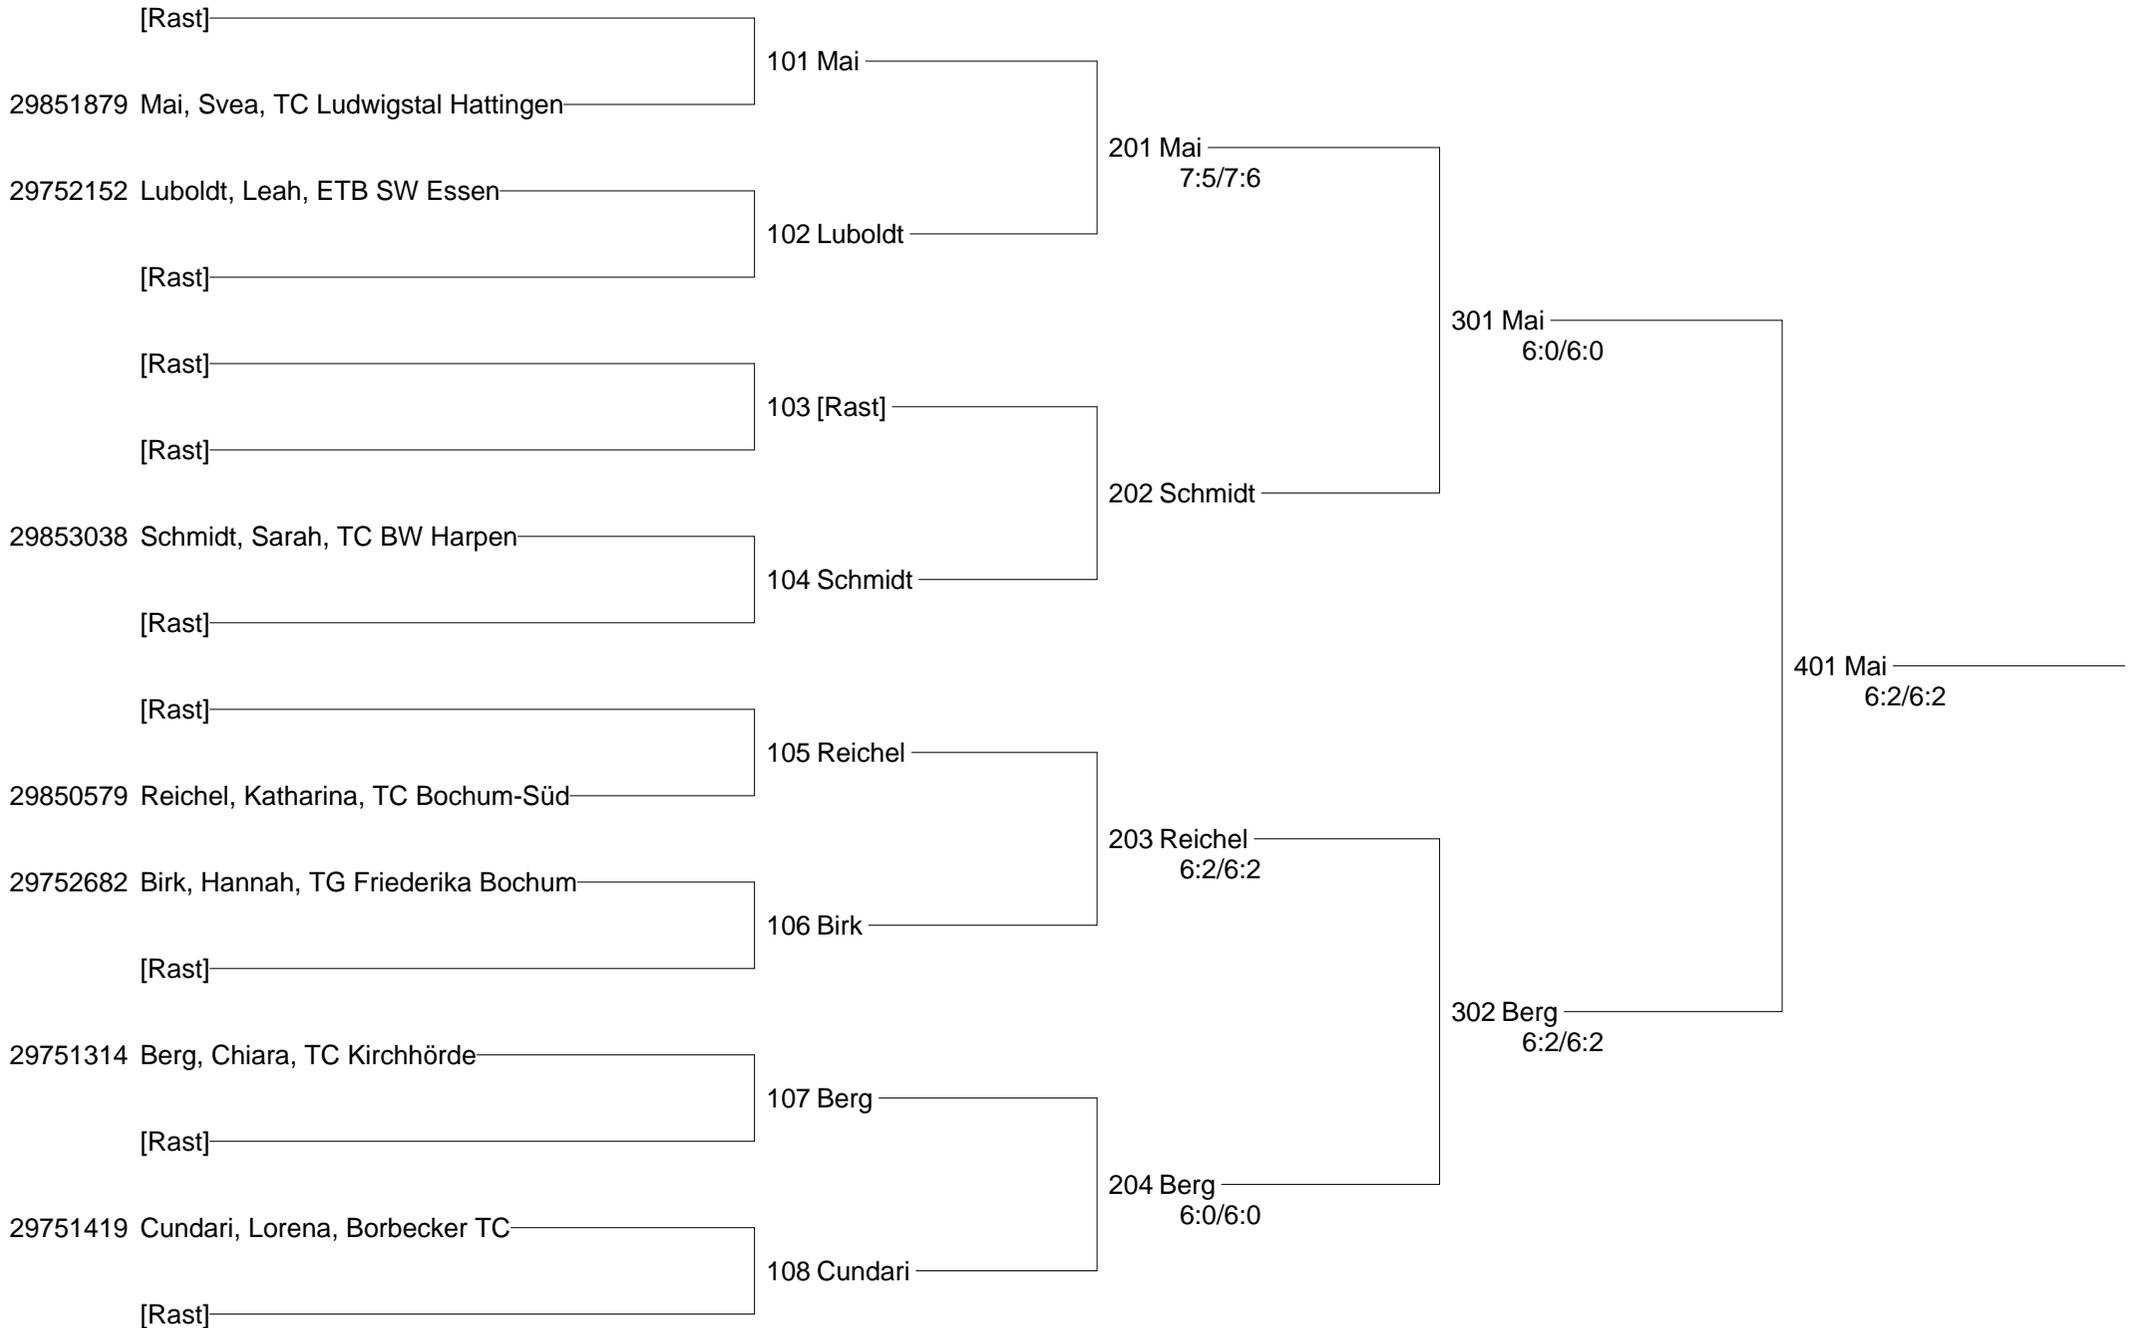 [Rast]
101 Mai
29851879 Mai, Svea, TC Ludwigstal Hattingen
201 Mai
7:5/7:6
29752152 Luboldt, Leah, ETB SW Essen
102 Luboldt
[Rast]
301 Mai
6:0/6:0
[Rast]
103 [Rast]
[Rast]
202 Schmidt
29853038 Schmidt, Sarah, TC BW Harpen
104 Schmidt
[Rast]
401 Mai
6:2/6:2
[Rast]
105 Reichel
29850579 Reichel, Katharina, TC Bochum-Süd
203 Reichel
6:2/6:2
29752682 Birk, Hannah, TG Friederika Bochum
106 Birk
[Rast]
302 Berg
6:2/6:2
29751314 Berg, Chiara, TC Kirchhörde
107 Berg
[Rast]
204 Berg
6:0/6:0
29751419 Cundari, Lorena, Borbecker TC
108 Cundari
[Rast]